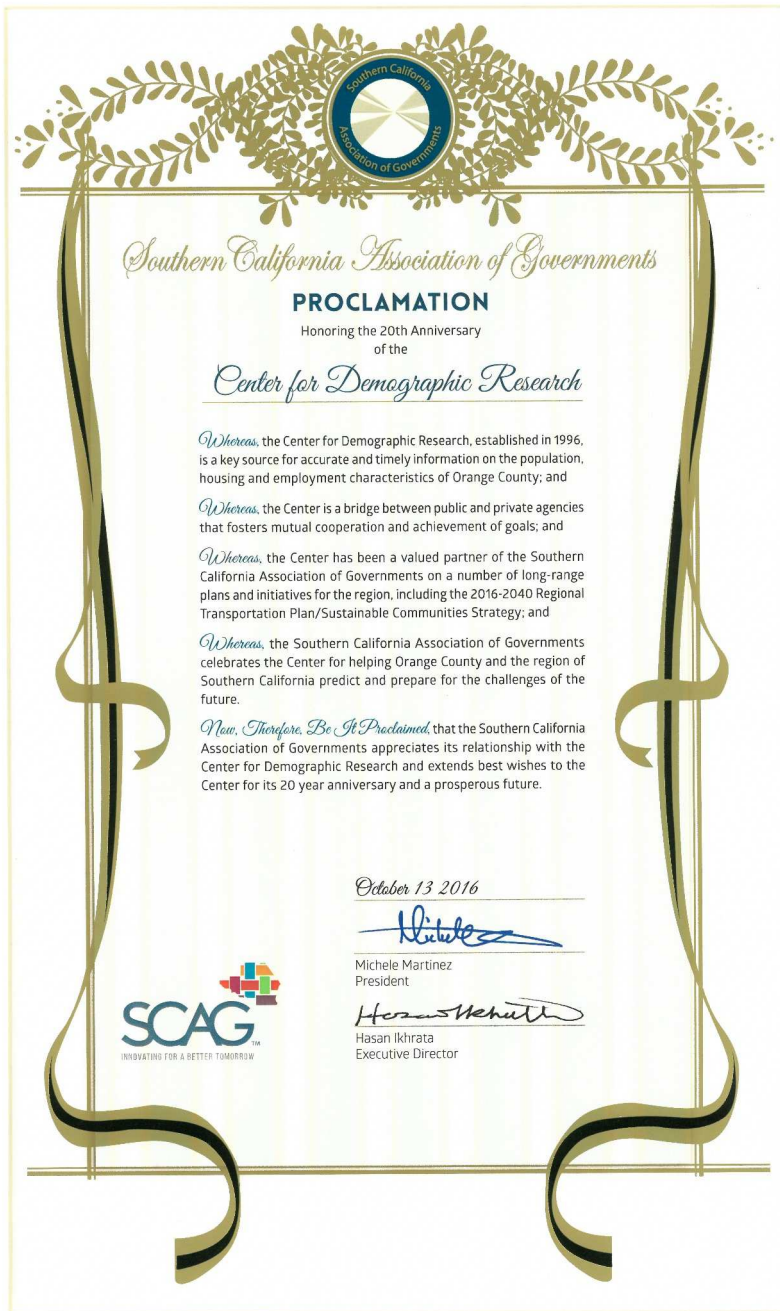 Southern California
Association of Governments
Southern California Association of Governments
PROCLAMATION
Honoring the 20th Anniversary
of the
Center for Demographic Research
Whereas, the Center for Demographic Research, established in 1996,
is a key source for accurate and timely information on the population,
housing and employment characteristics of Orange County; and
Whereas, the Center is a bridge between public and private agencies
that fosters mutual cooperation and achievement of goals; and
Whereas, the Center has been a valued partner of the Southern
California Association of Governments on a number of long-range
plans and initiatives for the region, including the 2016-2040 Regional
Transportation Plan/Sustainable Communities Strategy; and
Whereas, the Southern California Association of Governments
celebrates the Center for helping Orange County and the region of
Southern California predict and prepare for the challenges of the
future.
Now, Therefore, Be It Proclaimed, that the Southern California
Association of Governments appreciates its relationship with the
Center for Demographic Research and extends best wishes to the
Center for its 20 year anniversary and a prosperous future.
October 13 2016
Michele
Michele Martinez
President
Hasan Ikhrata
Hasan Ikhrata
Executive Director
SCAG™
INNOVATING FOR A BETTER TOMORROW